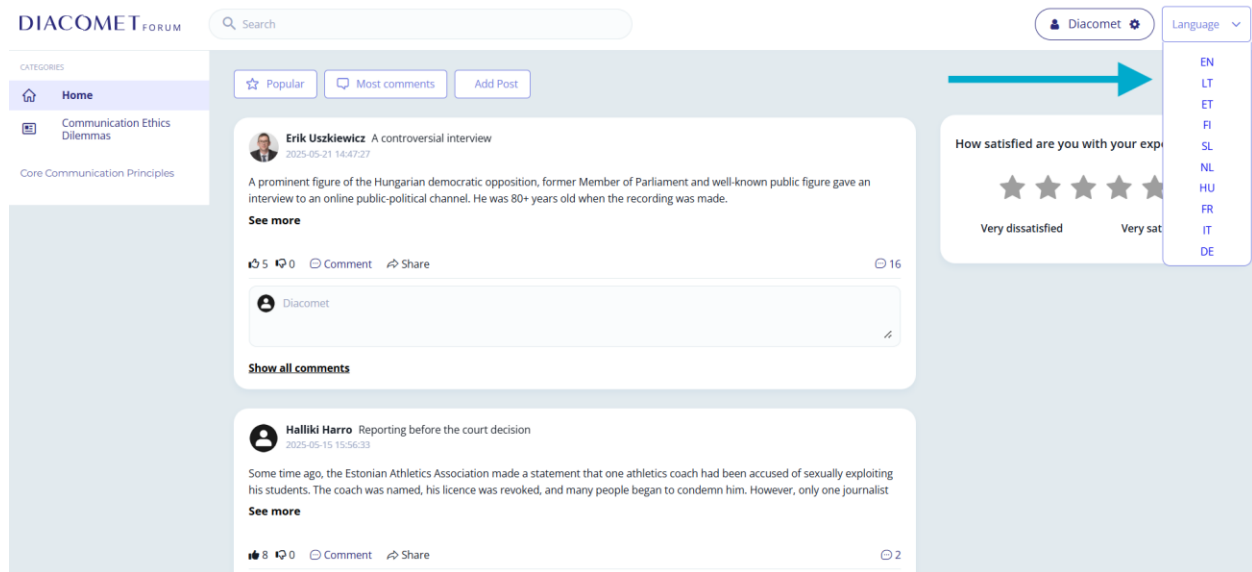 DIACOMET FORUM
Search
Diacomet
Language
EN
LT
ET
FI
SL
NL
HU
FR
IT
DE
CATEGORIES
Home
Communication Ethics
Dilemmas
Core Communication Principles
Popular
Most comments
Add Post
Erik Uszkiewicz A controversial interview
2025-05-21 14:47:27
A prominent figure of the Hungarian democratic opposition, former Member of Parliament and well-known public figure gave an
interview to an online public-political channel. He was 80+ years old when the recording was made.
See more
5 0 Comment Share 16
Diacomet
Show all comments
Halliki Harro Reporting before the court decision
2025-05-15 15:56:33
Some time ago, the Estonian Athletics Association made a statement that one athletics coach had been accused of sexually exploiting
his students. The coach was named, his licence was revoked, and many people began to condemn him. However, only one journalist
See more
8 0 Comment Share 2
How satisfied are you with your exp
Very dissatisfied Very sat